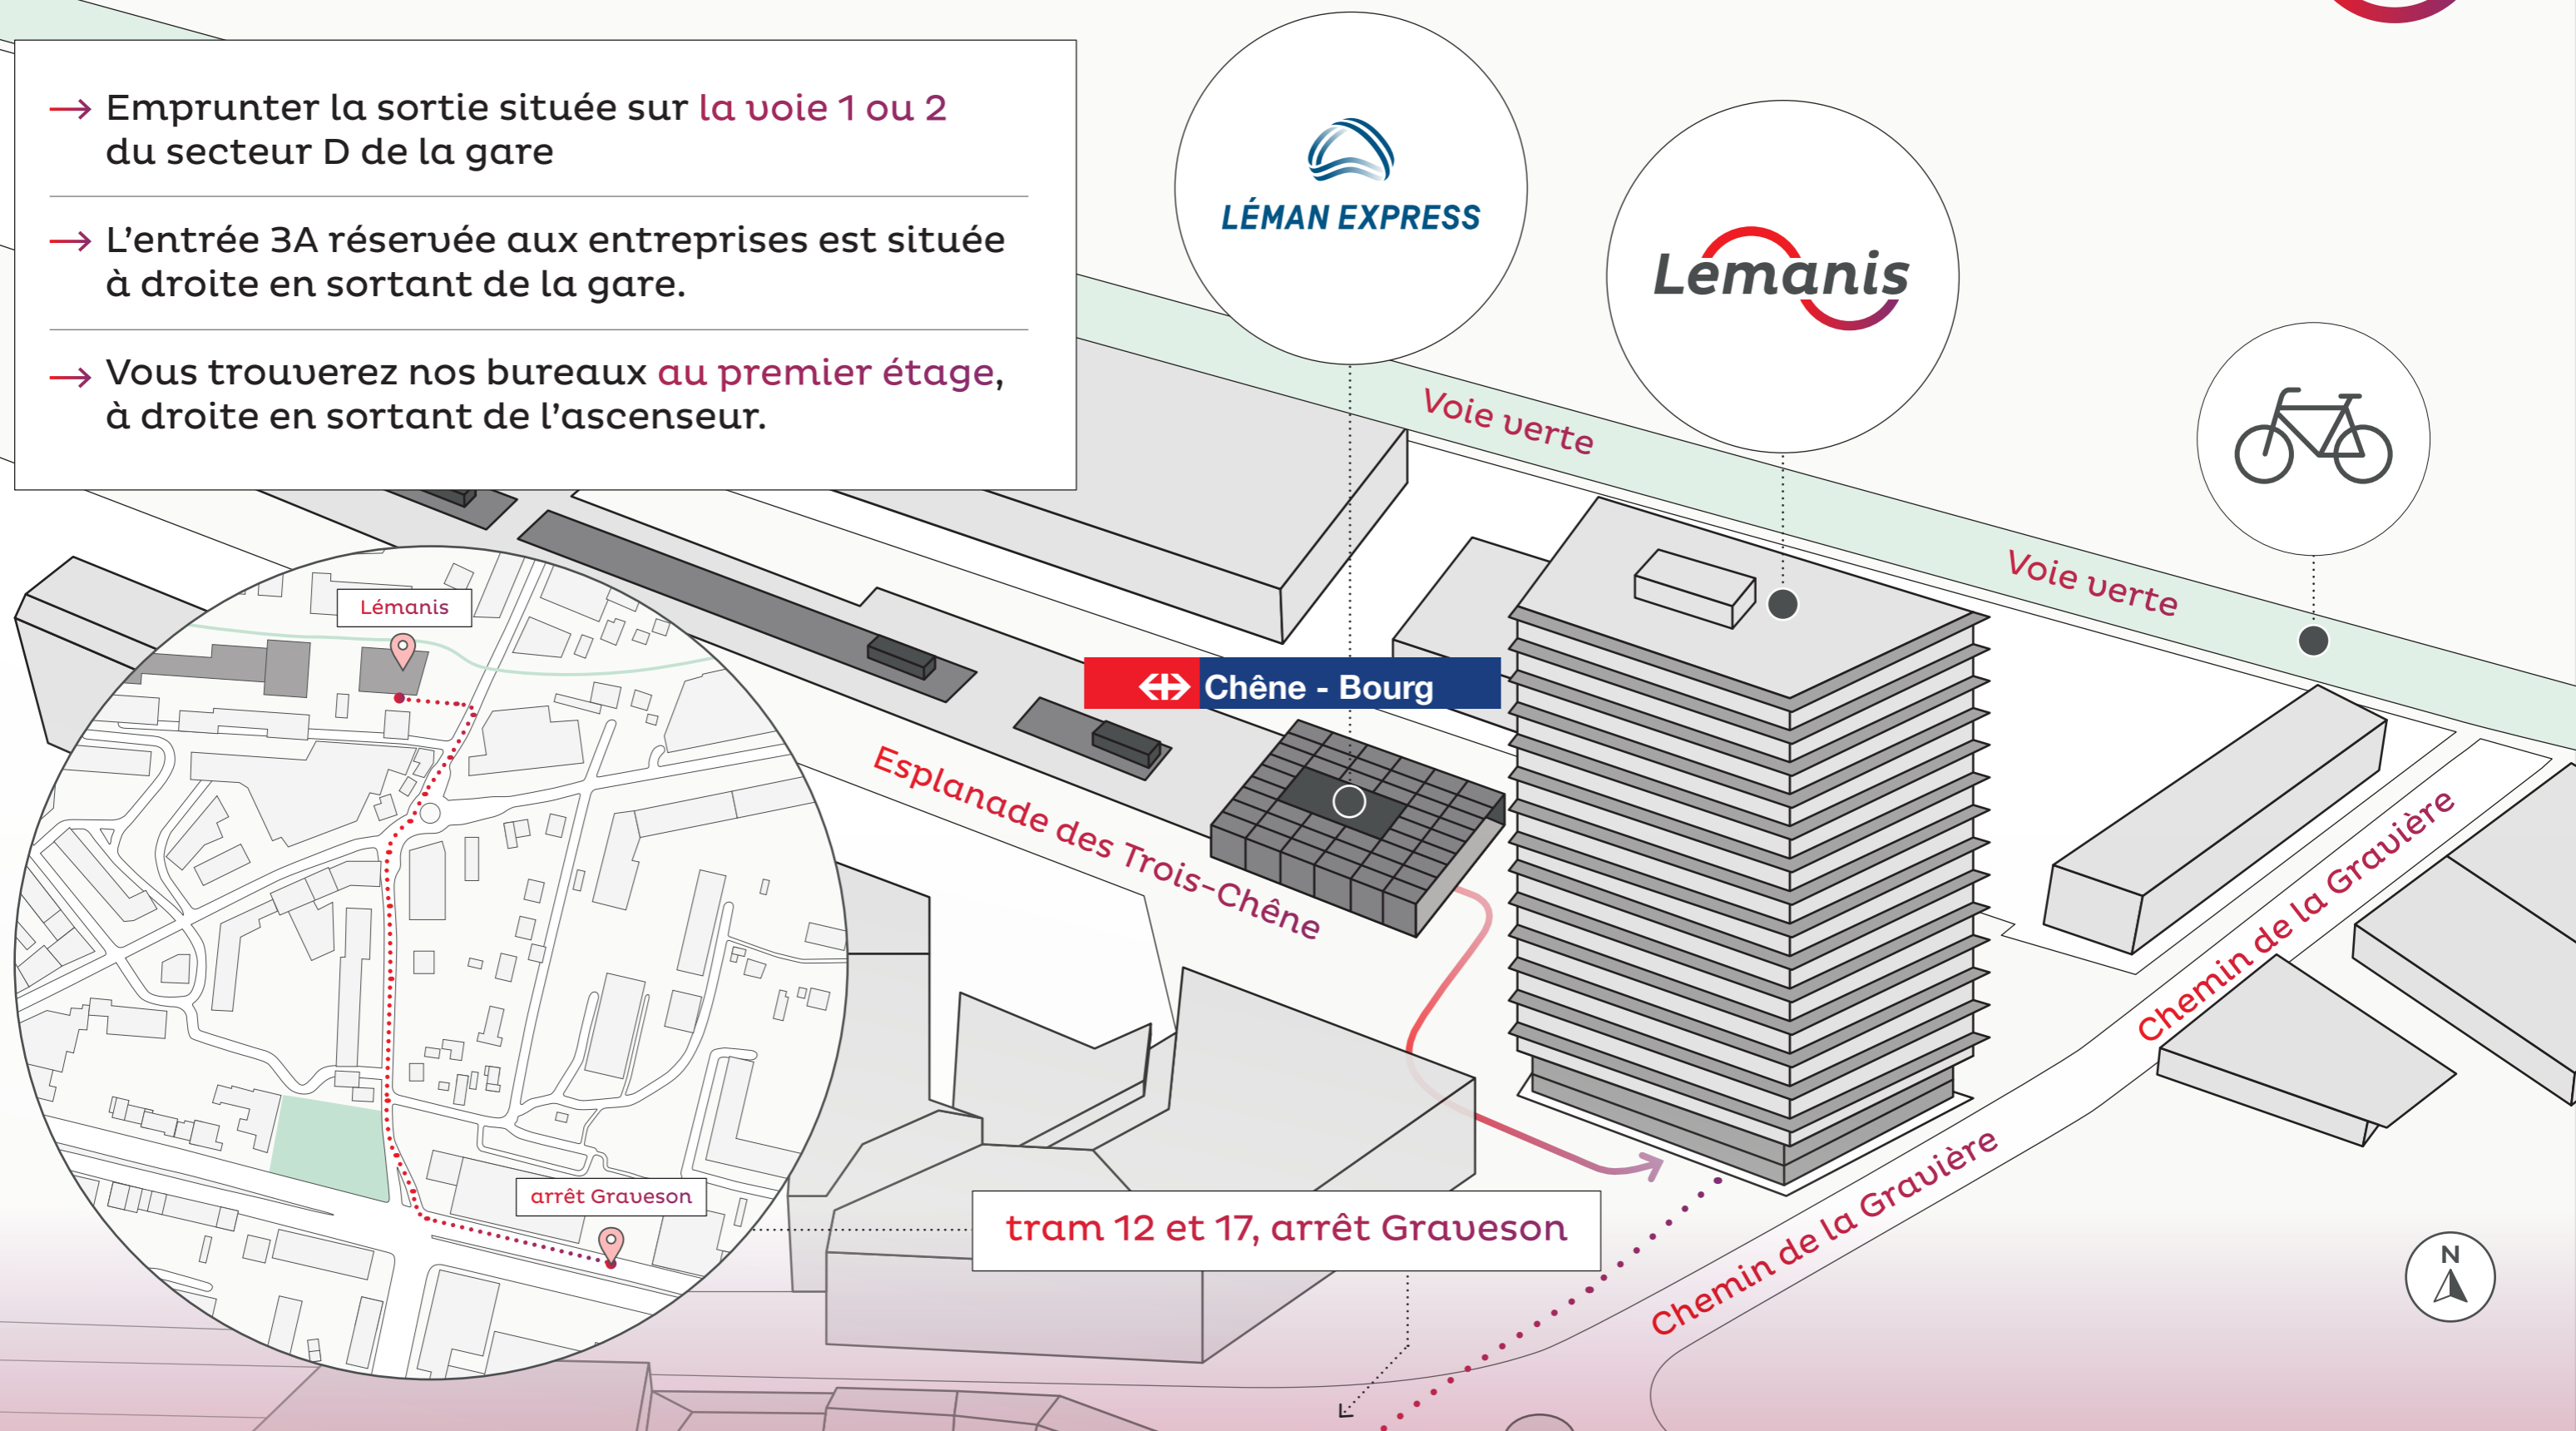 → Emprunter la sortie située sur la voie 1 ou 2
du secteur D de la gare
→ L'entrée 3A réservée aux entreprises est située
à droite en sortant de la gare.
→ Vous trouverez nos bureaux au premier étage,
à droite en sortant de l'ascenseur.
LÉMAN EXPRESS
Lemanis
Voie verte
Voie verte
Lémanis
Chêne - Bourg
Esplanade des Trois-Chêne
Chemin de la Gravière
Chemin de la Gravière
arrêt Graveson
tram 12 et 17, arrêt Graveson
N